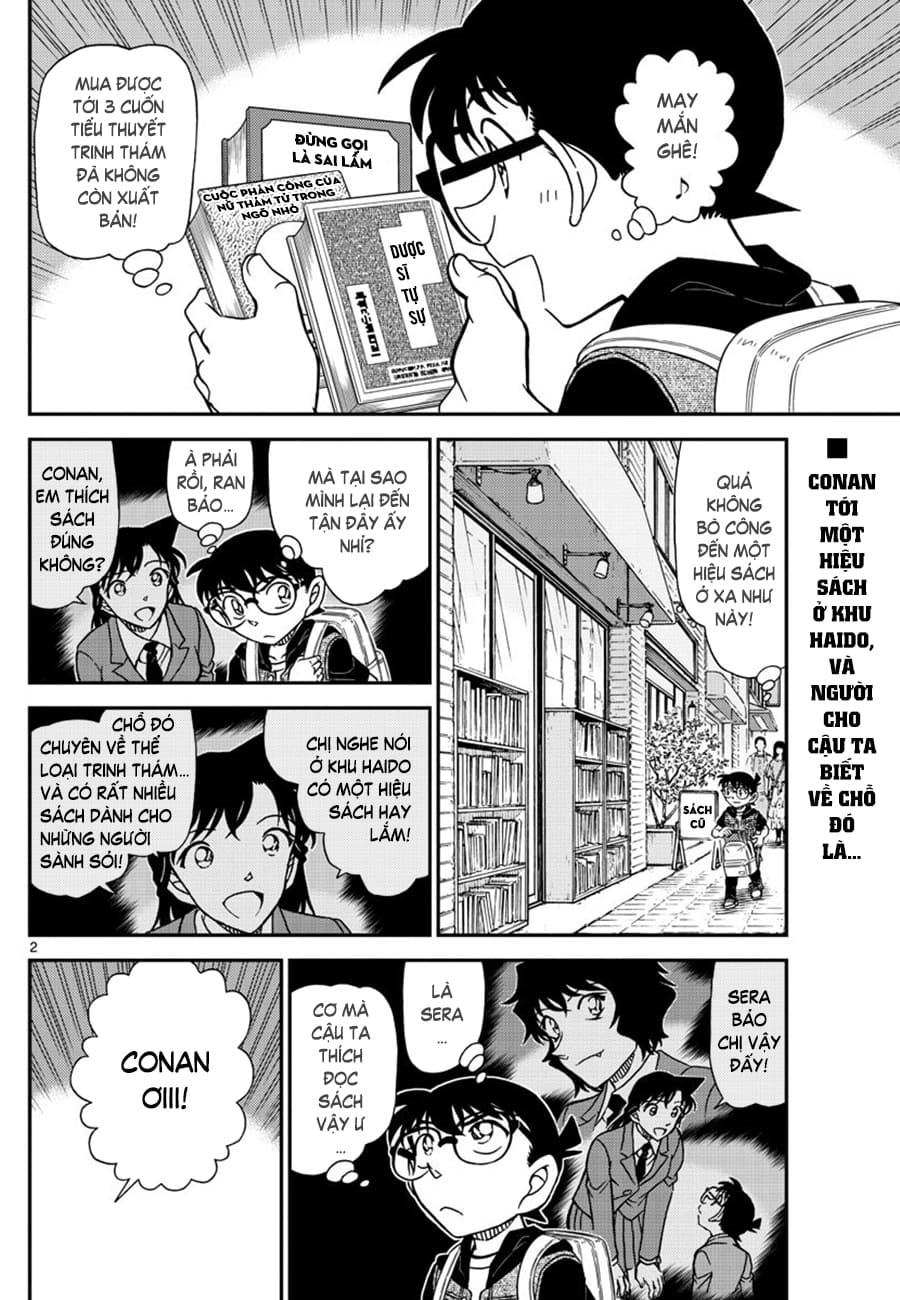 MAY
MẮN
GHÊ!
♪
MUA ĐƯỢC
TỚI 3 CUỐN
TIỂU THUYẾT
TRINH THÁM
ĐÃ KHÔNG
CÒN XUẤT
BẢN!
ĐỪNG GỌI
LÀ SAI LẦM
CUỘC PHẢN CÔNG CỦA
NỮ THÁM TỬ TRONG
NGÕ NHỎ
DƯỢC
SĨ
TỰ
SỰ
CONAN
TỚI
MỘT
HIỆU
SÁCH
Ở KHU
HAIDO,
VÀ
NGƯỜI
CHO
CẬU TA
BIẾT
VỀ CHỖ
ĐÓ
LÀ...
QUẢ
KHÔNG
BÕ CÔNG
ĐẾN MỘT
HIỆU SÁCH
Ở XA NHƯ
NÀY!
SÁCH
CŨ
MÀ TẠI SAO
MÌNH LẠI ĐẾN
TẬN ĐÂY ẤY
NHỈ?
À PHẢI
RỒI, RAN
BẢO...
CONAN,
EM THÍCH
SÁCH
ĐÚNG
KHÔNG?
CHỊ NGHE NÓI
Ở KHU HAIDO
CÓ MỘT HIỆU
SÁCH HAY
LẮM!
CHỖ ĐÓ
CHUYÊN VỀ THỂ
LOẠI TRINH THÁM...
VÀ CÓ RẤT NHIỀU
SÁCH DÀNH CHO
NHỮNG NGƯỜI
SÀNH SỎI!
2
SERA
BẢO
CHỊ VẬY
ĐẤY!
LÀ
SERA
...
CƠ MÀ
CẬU TA
THÍCH
ĐỌC
SÁCH
VẬY Ư
...
CONAN
ƠIII!